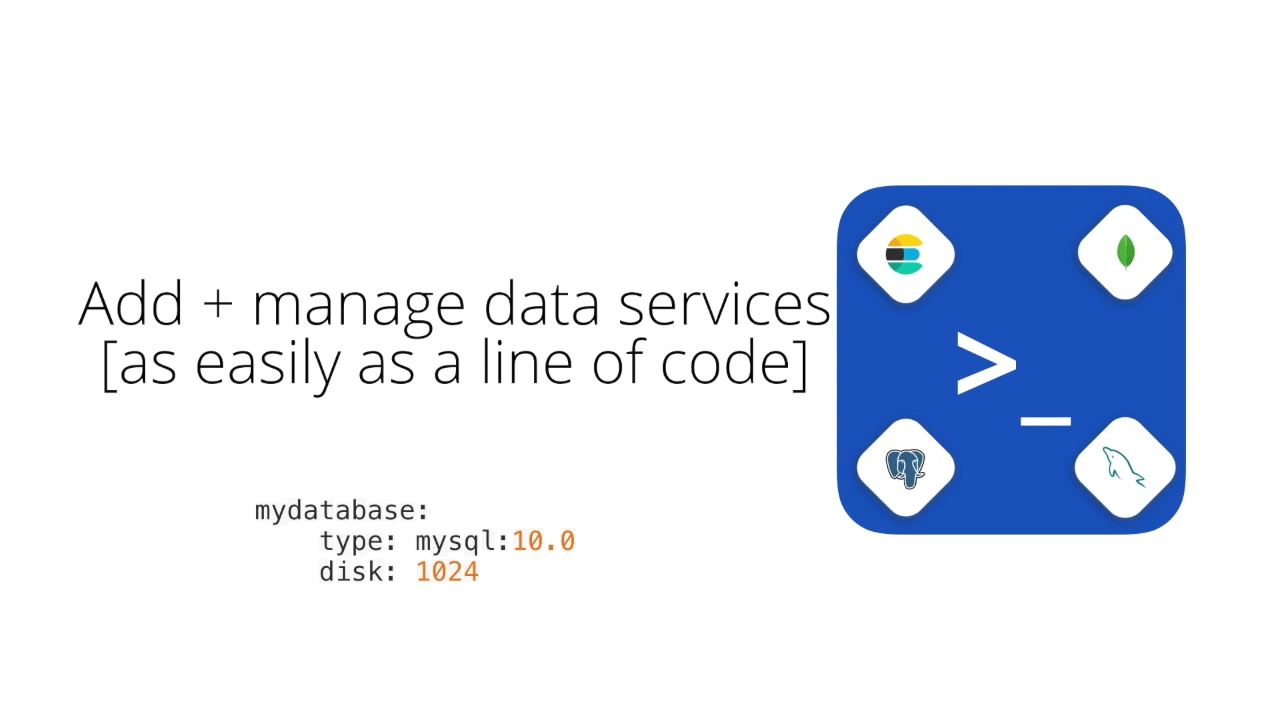 Add + manage data services
[as easily as a line of code]
>_
mydatabase:
    type: mysql:10.0
    disk: 1024